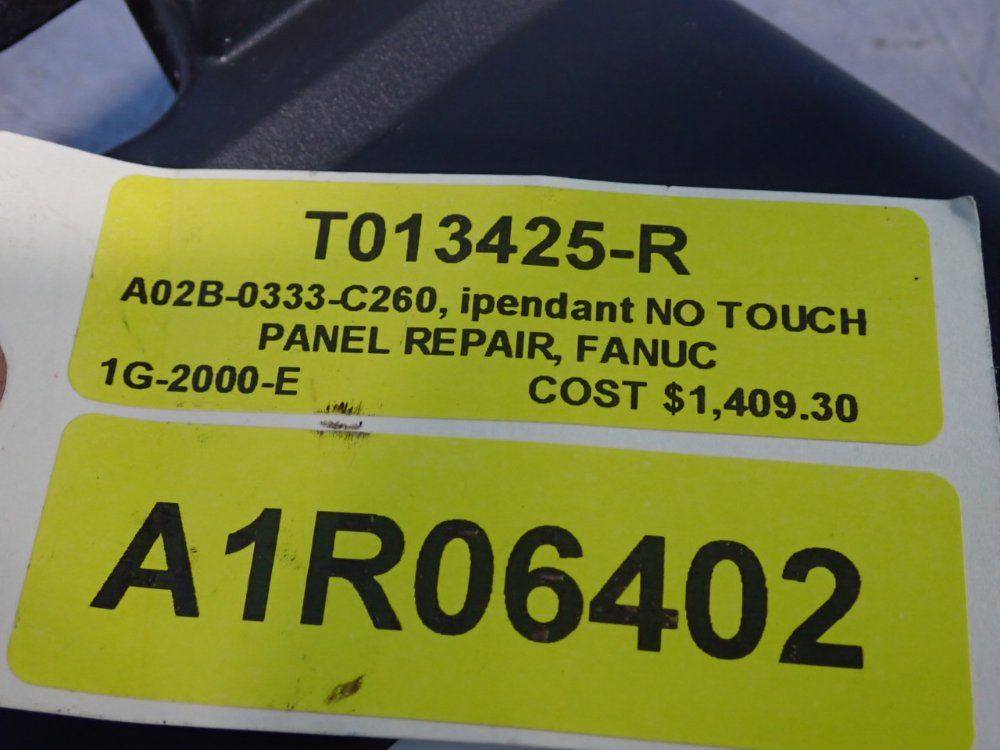 T013425-R
A02B-0333-C260, ipendant NO TOUCH
PANEL REPAIR, FANUC
1G-2000-E COST $1,409.30
A1R06402